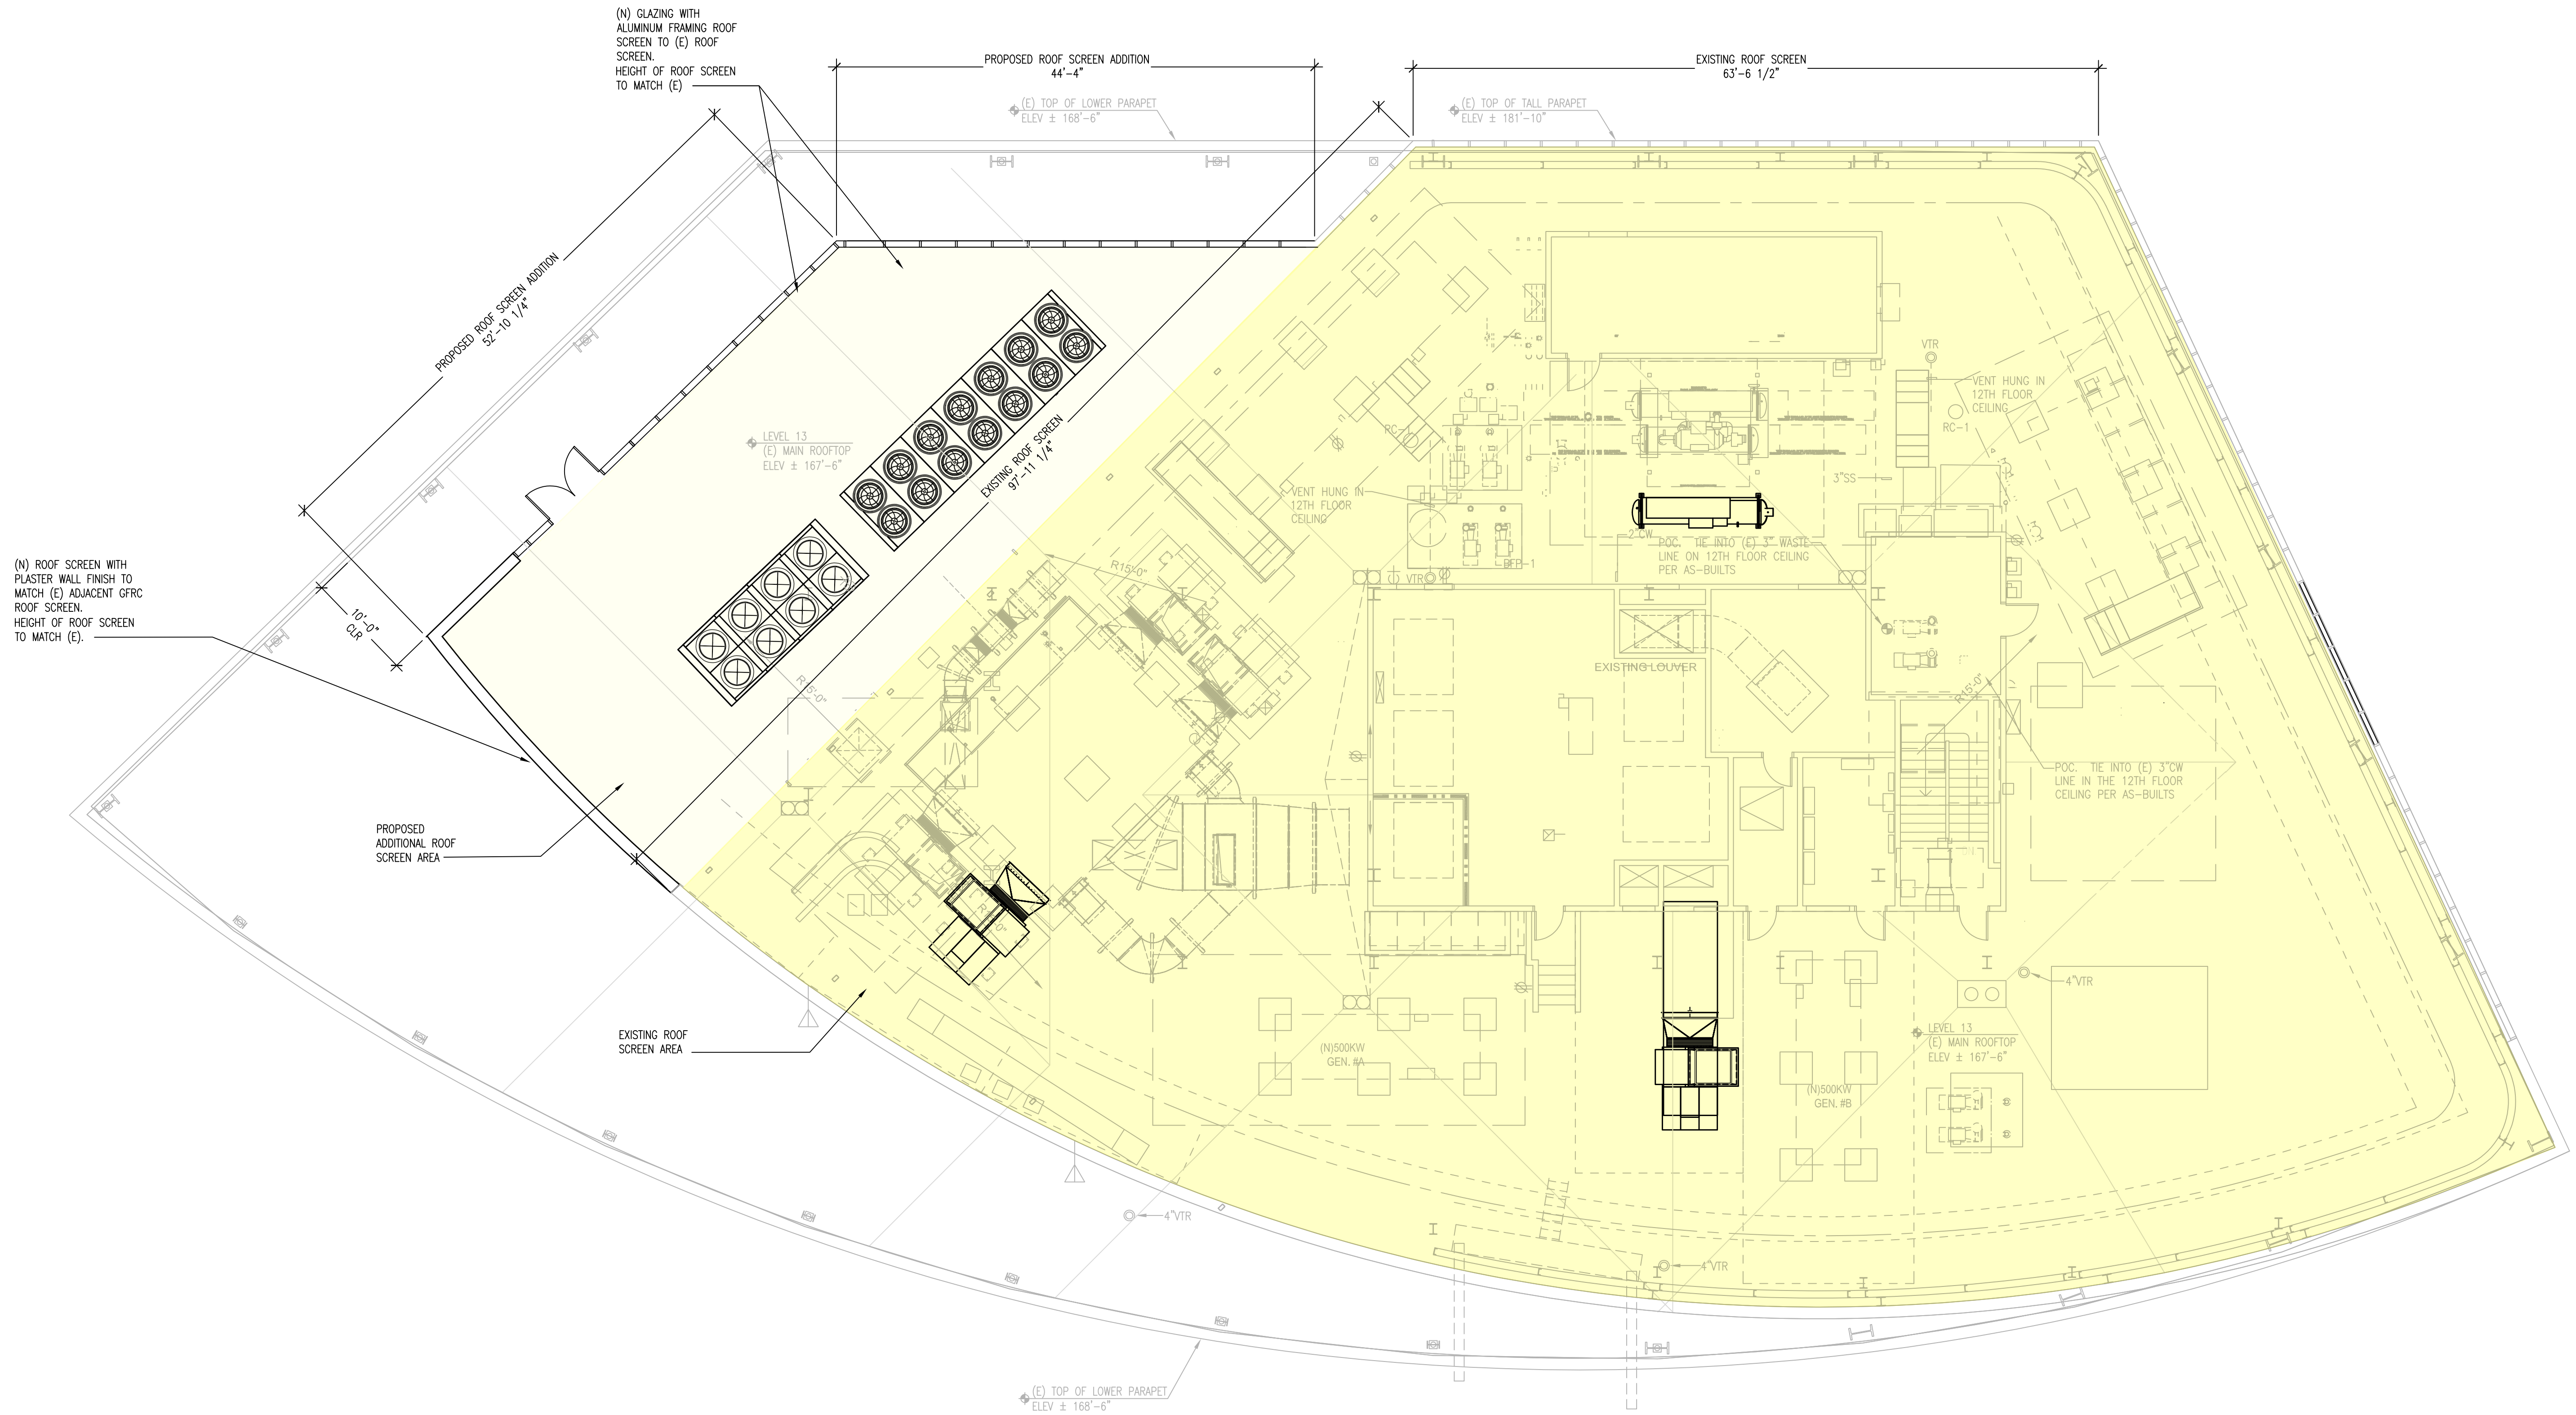 (N) GLAZING WITH
ALUMINUM FRAMING ROOF
SCREEN TO (E) ROOF
SCREEN.
HEIGHT OF ROOF SCREEN
TO MATCH (E)
PROPOSED ROOF SCREEN ADDITION
44'-4"
EXISTING ROOF SCREEN
63'-6 1/2"
(E) TOP OF LOWER PARAPET
ELEV ± 168'-6"
(E) TOP OF TALL PARAPET
ELEV ± 181'-10"
PROPOSED ROOF SCREEN ADDITION
52'-10 1/4"
LEVEL 13
(E) MAIN ROOFTOP
ELEV ± 167'-6"
EXISTING ROOF SCREEN
97'-11 1/4"
VTR
VENT HUNG IN
12TH FLOOR
CEILING
RC-1
RC-
3"SS
VENT HUNG IN
12TH FLOOR
CEILING
2"CW
POC. TIE INTO (E) 3" WASTE
LINE ON 12TH FLOOR CEILING
PER AS-BUILTS
VTR
BFP-1
R15'-0"
(N) ROOF SCREEN WITH
PLASTER WALL FINISH TO
MATCH (E) ADJACENT GFRC
ROOF SCREEN.
HEIGHT OF ROOF SCREEN
TO MATCH (E).
10'-0"
CLR
EXISTING LOUVER
R15'-0"
R15'-0"
POC. TIE INTO (E) 3"CW
LINE IN THE 12TH FLOOR
CEILING PER AS-BUILTS
PROPOSED
ADDITIONAL ROOF
SCREEN AREA
4"VTR
EXISTING ROOF
SCREEN AREA
(N)500KW
GEN. #A
LEVEL 13
(E) MAIN ROOFTOP
ELEV ± 167'-6"
(N)500KW
GEN. #B
4"VTR
4"VTR
(E) TOP OF LOWER PARAPET
ELEV ± 168'-6"